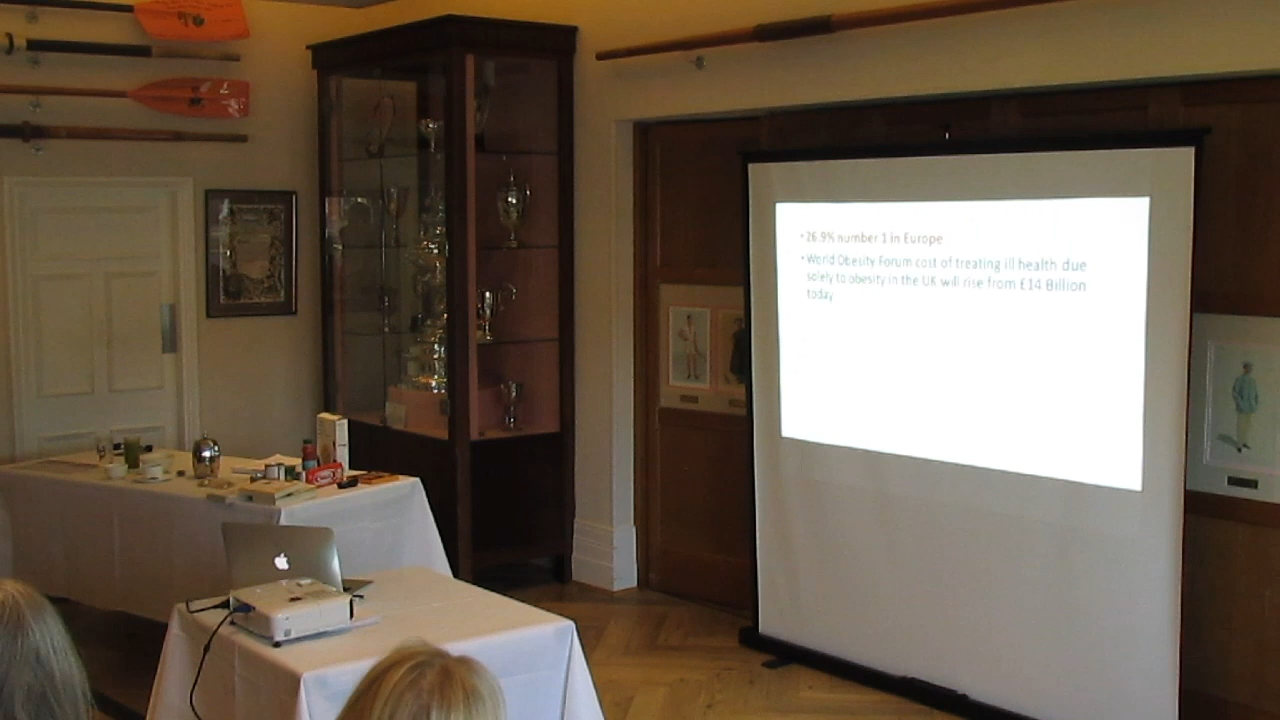 • 26.9% number 1 in Europe
• World Obesity Forum cost of treating ill health due
solely to obesity in the UK will rise from £14 Billion
today